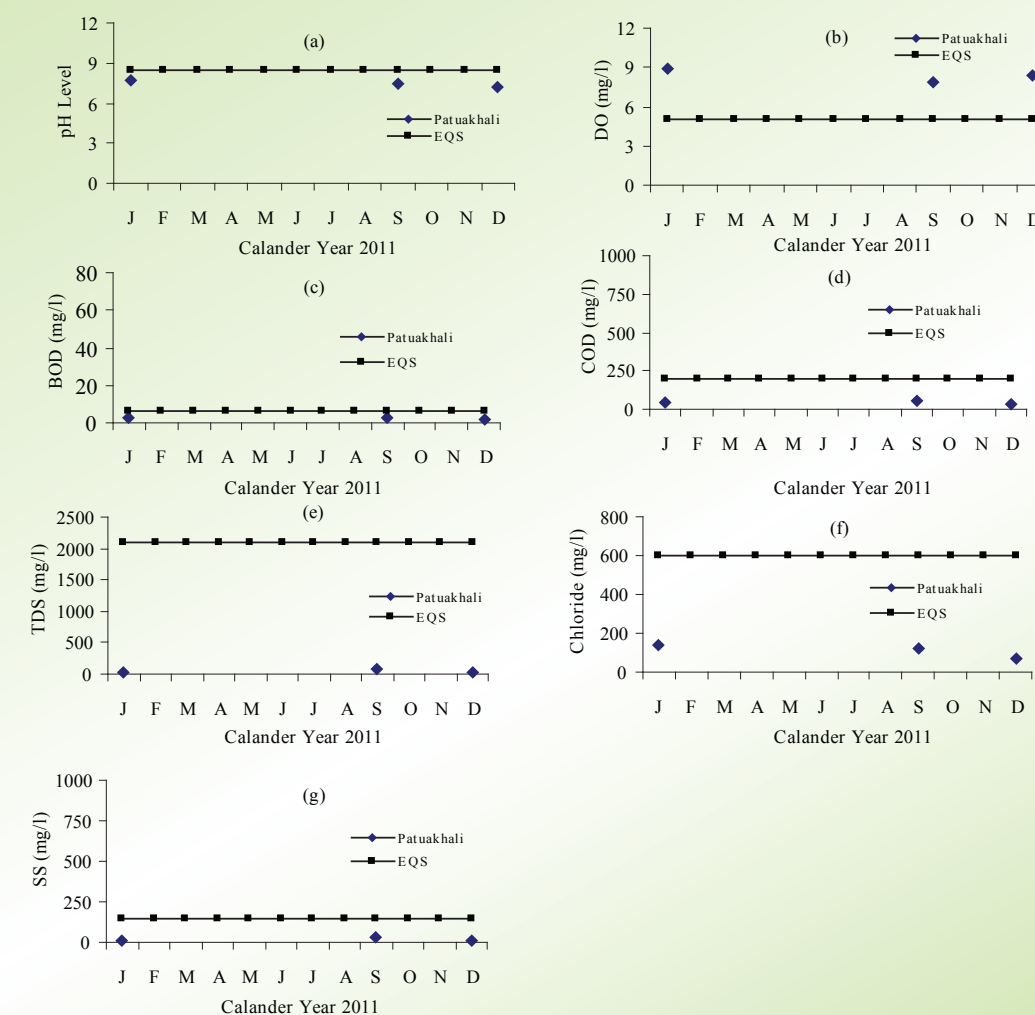 (a)
12
9
6
3
0
pH Level
Patuakhali
EQS
J F M A M J J A S O N D
Calander Year 2011
(b)
12
9
6
3
0
DO (mg/l)
Patuakhali
EQS
J F M A M J J A S O N D
Calander Year 2011
(c)
80
60
40
20
0
BOD (mg/l)
Patuakhali
EQS
J F M A M J J A S O N D
Calander Year 2011
(d)
1000
750
500
250
0
COD (mg/l)
Patuakhali
EQS
J F M A M J J A S O N D
Calander Year 2011
(e)
2500
2000
1500
1000
500
0
TDS (mg/l)
Patuakhali
EQS
J F M A M J J A S O N D
Calander Year 2011
(f)
800
600
400
200
0
Chloride (mg/l)
Patuakhali
EQS
J F M A M J J A S O N D
Calander Year 2011
(g)
1000
750
500
250
0
SS (mg/l)
Patuakhali
EQS
J F M A M J J A S O N D
Calander Year 2011